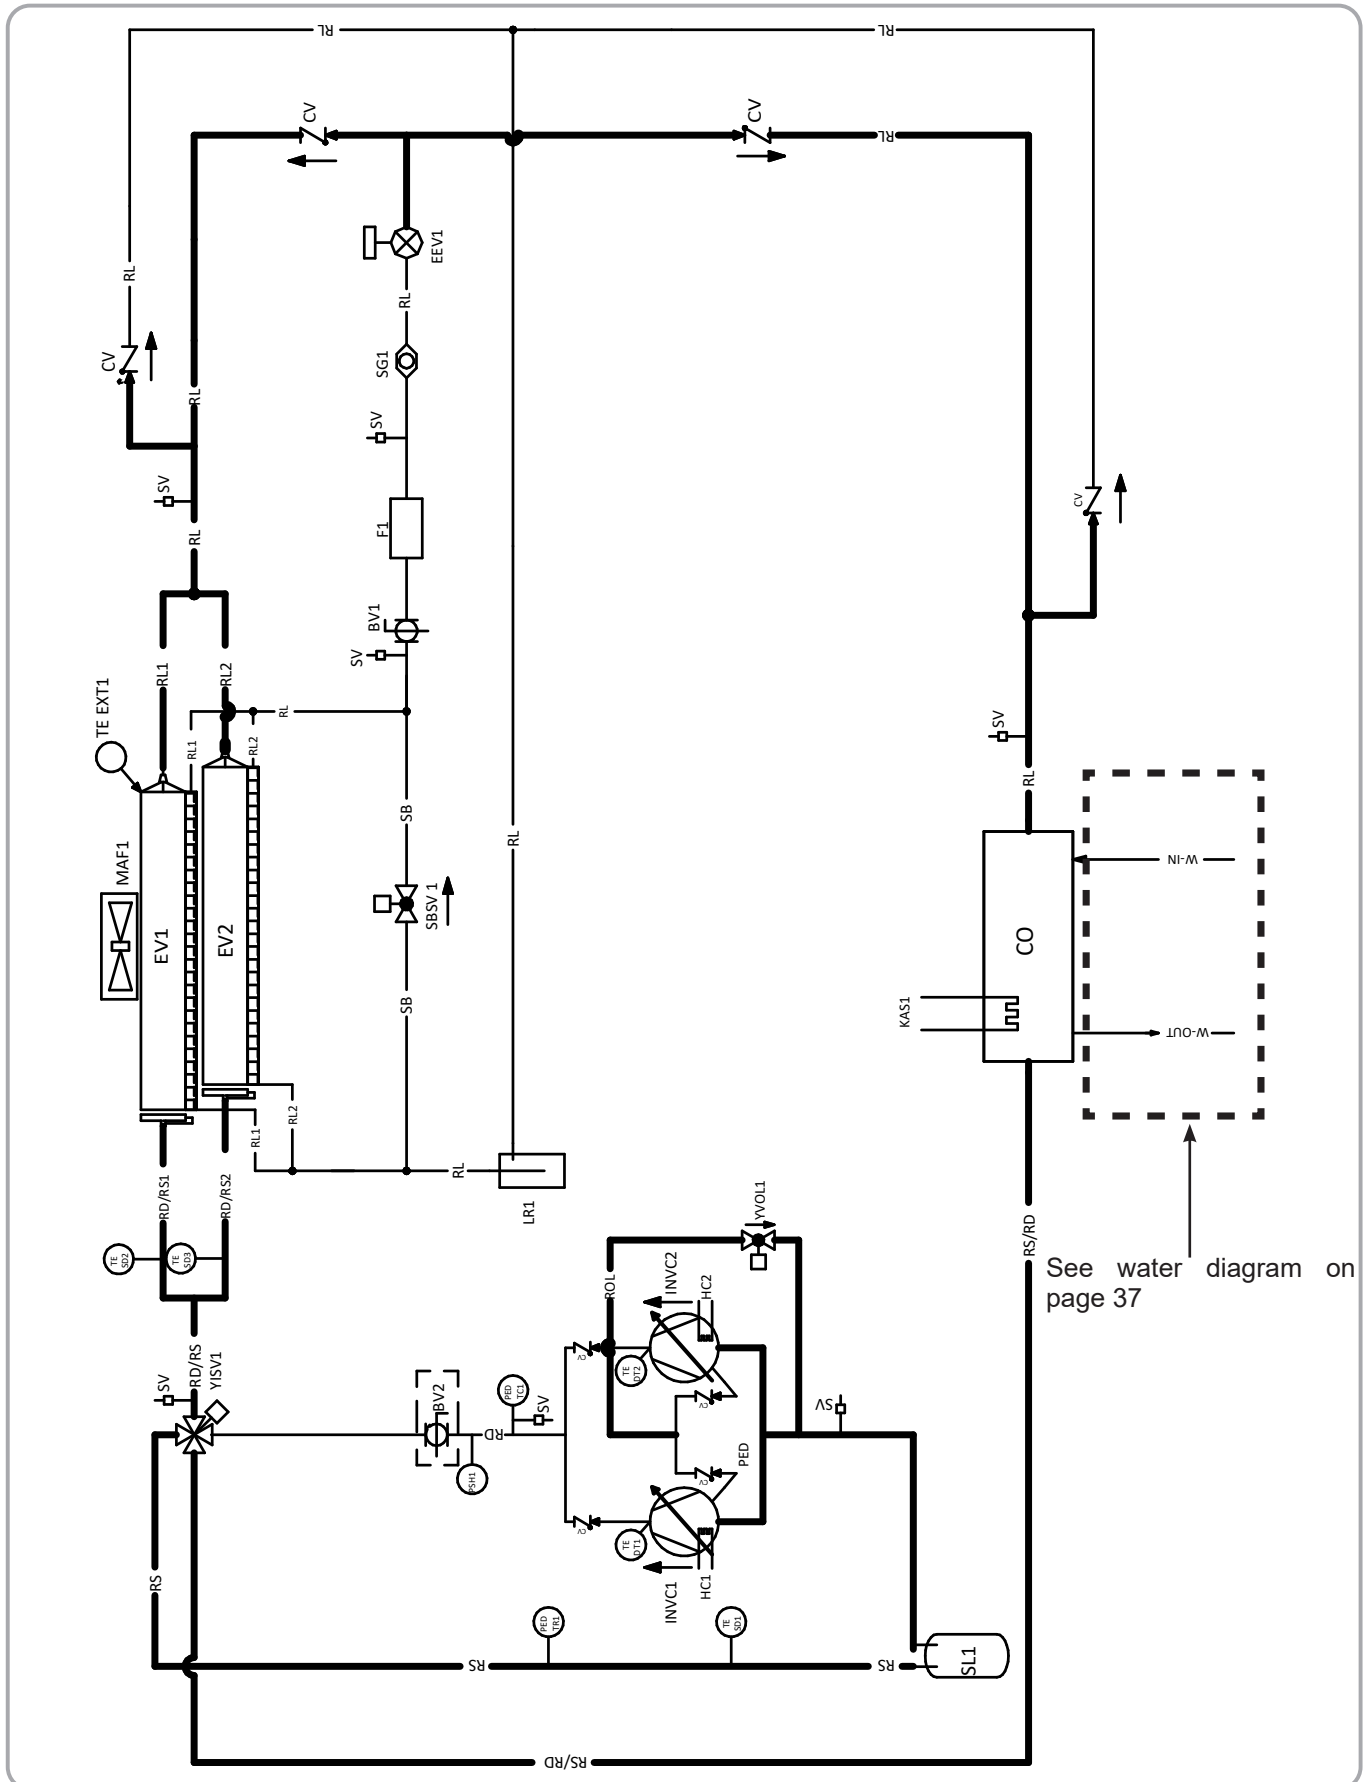 RL
RL
CV
CV
RL
RL
EEV1
RL
CV
SG1
RL
SV
SV
CV
RL
F1
BV1
SV
RL1
RL2
TE EXT1
RL
SV
RL1
RL2
RL
SB
MAF1
EV1
EV2
SBSV 1
RL
W-IN
CO
KAS1
SB
W-OUT
RL1
RL2
RL
LR1
RD/RS1
RD/RS2
YVOL1
RS/RD
TE SD2
TE SD3
ROL
INVC2
HC2
See water diagram on
page 37
RD/RS
YISV1
SV
CV
TE DT2
BV2
PED TC1
SV
CV
SV
RD
PSH1
CV
PED
CV
TE DT1
RS
INVC1
HC1
PED TR1
TE SD1
RS
RS
SL1
RS/RD